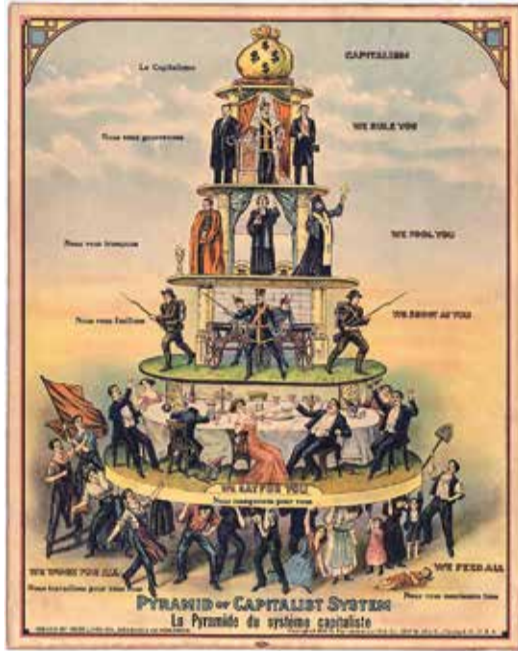 Le Capitalisme
CAPITALISM
Nous vous gouvernons
WE RULE YOU
Nous vous trompons
WE FOOL YOU
Nous vous fusillons
WE SHOOT AT YOU
WE EAT FOR YOU
Nous mangeons pour vous
WE WORK FOR ALL
WE FEED ALL
Nous travaillons pour vous tous
Nous nourrissons tous
PYRAMID OF CAPITALIST SYSTEM
La Pyramide du système capitaliste